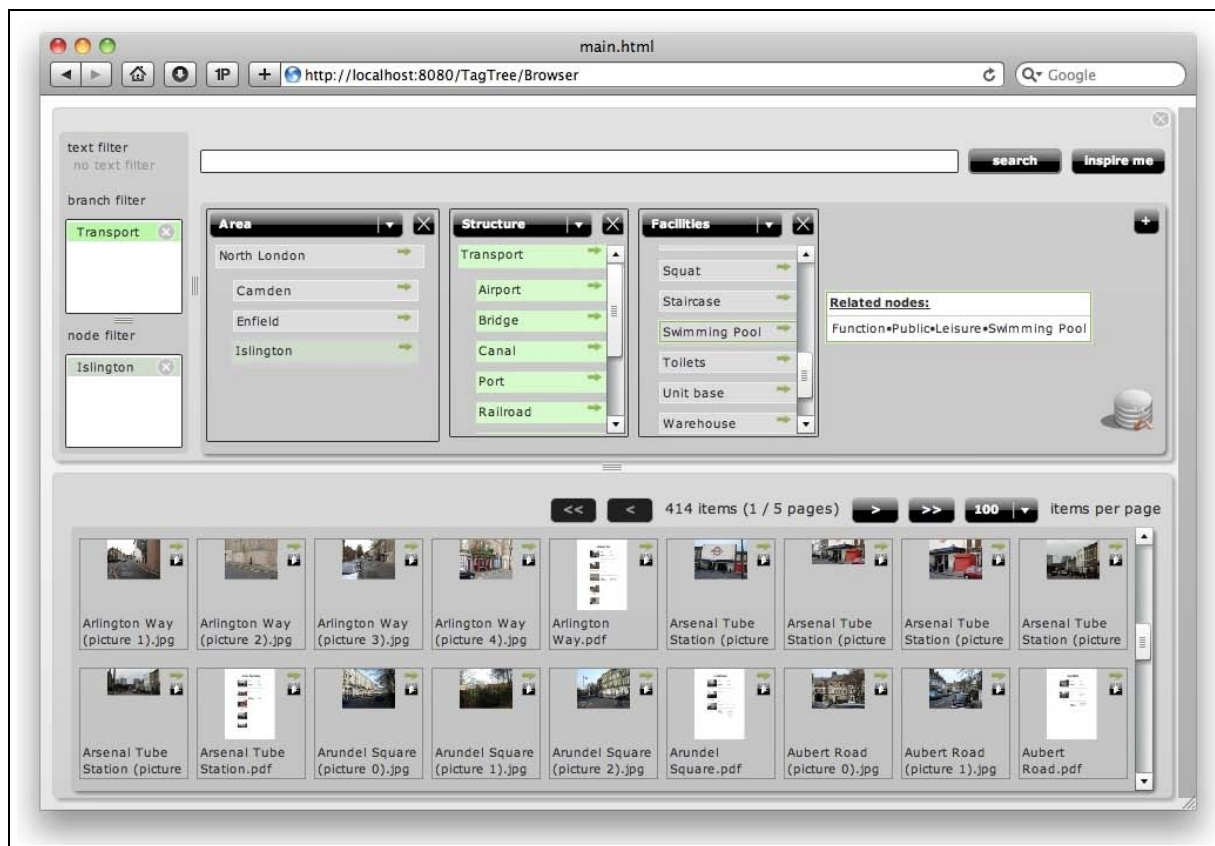 main.html
1P
+
http://localhost:8080/TagTree/Browser
Google
text filter
no text filter
search
inspire me
branch filter
Transport
node filter
Islington
Area
North London
Camden
Enfield
Islington
Structure
Transport
Airport
Bridge
Canal
Port
Railroad
Facilities
Squat
Staircase
Swimming Pool
Toilets
Unit base
Warehouse
+
Related nodes:
Function•Public•Leisure•Swimming Pool
<< < 414 items (1 / 5 pages) > >> 100 items per page
Arlington Way
(picture 1).jpg
Arlington Way
(picture 2).jpg
Arlington Way
(picture 3).jpg
Arlington Way
(picture 4).jpg
Arlington
Way.pdf
Arsenal Tube
Station (picture
Arsenal Tube
Station (picture
Arsenal Tube
Station (picture
Arsenal Tube
Station (picture
Arsenal Tube
Station (picture
Arsenal Tube
Station.pdf
Arundel Square
(picture 0).jpg
Arundel Square
(picture 1).jpg
Arundel Square
(picture 2).jpg
Arundel
Square.pdf
Aubert Road
(picture 0).jpg
Aubert Road
(picture 1).jpg
Aubert
Road.pdf